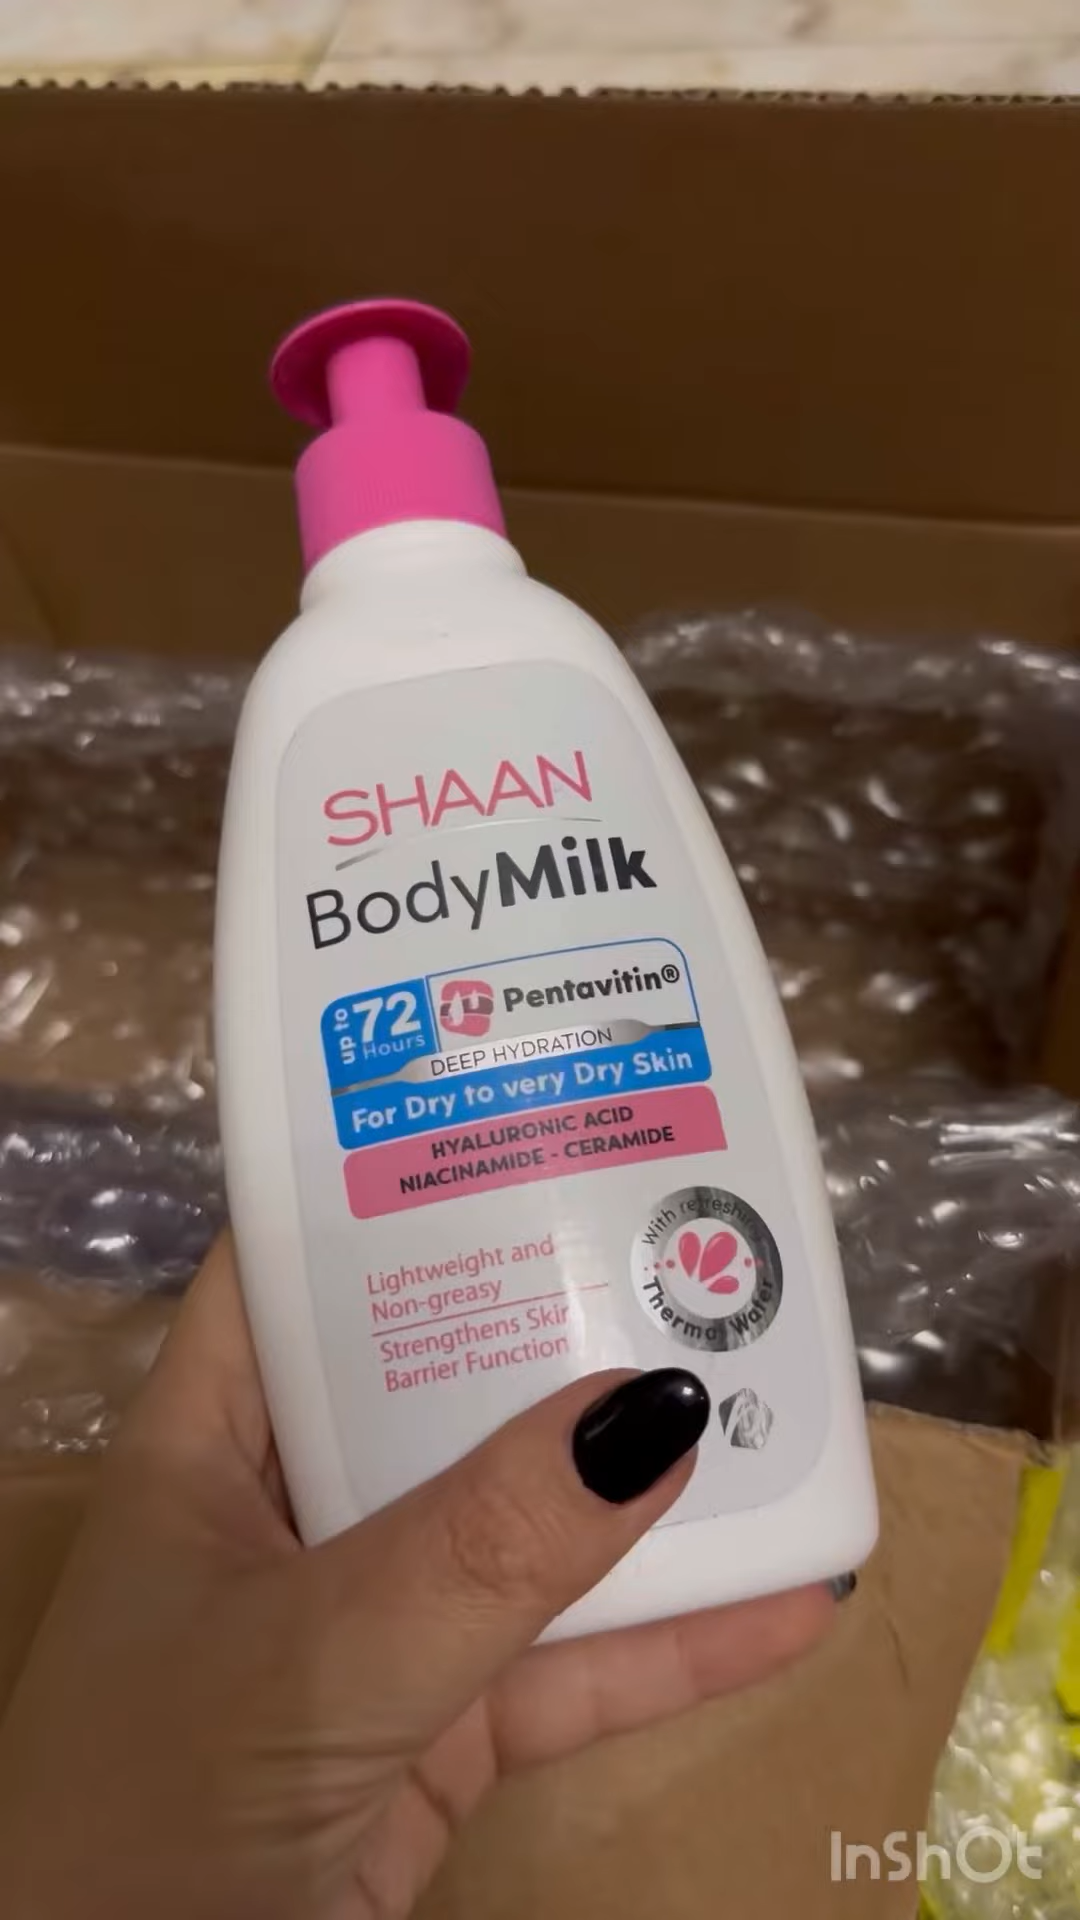 SHAAN
BodyMilk
up to 72 Hours
Pentavitin®
DEEP HYDRATION
For Dry to very Dry Skin
HYALURONIC ACID
NIACINAMIDE - CERAMIDE
With refreshing
Thermo Water
Lightweight and
Non-greasy
Strengthens Skin
Barrier Function
InShOt